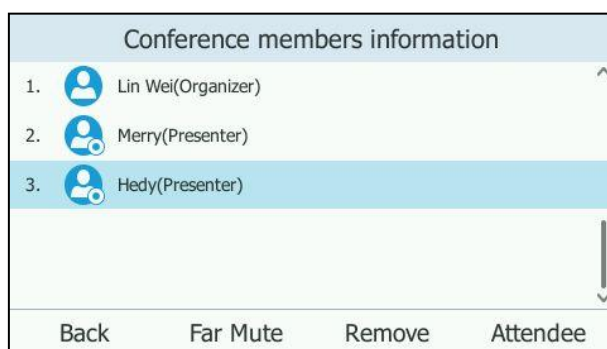 Conference members information
1. Lin Wei(Organizer)
2. Merry(Presenter)
3. Hedy(Presenter)
Back Far Mute Remove Attendee